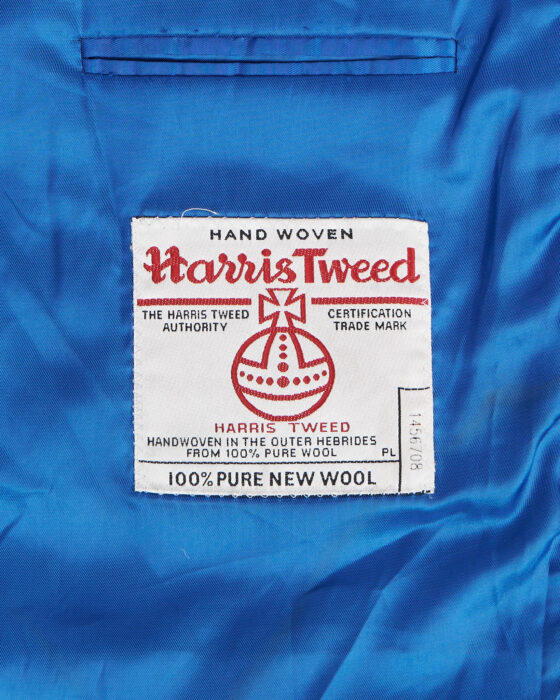 HAND WOVEN
Harris Tweed
THE HARRIS TWEED AUTHORITY
CERTIFICATION TRADE MARK
HARRIS TWEED
HANDWOVEN IN THE OUTER HEBRIDES
FROM 100% PURE WOOL
PL
100% PURE NEW WOOL
1456708